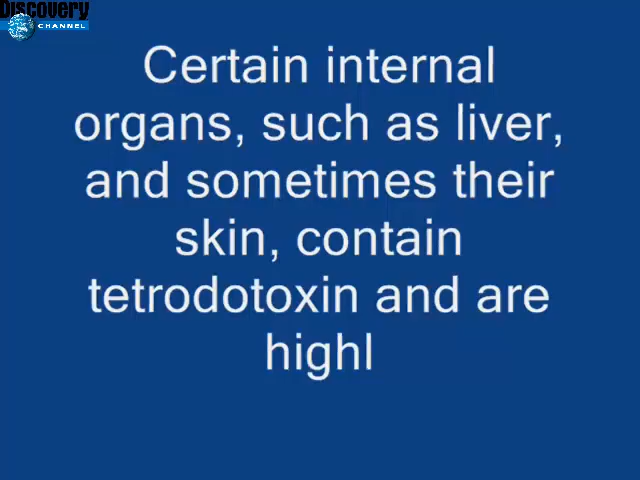 Discovery
CHANNEL
Certain internal
organs, such as liver,
and sometimes their
skin, contain
tetrodotoxin and are
highl